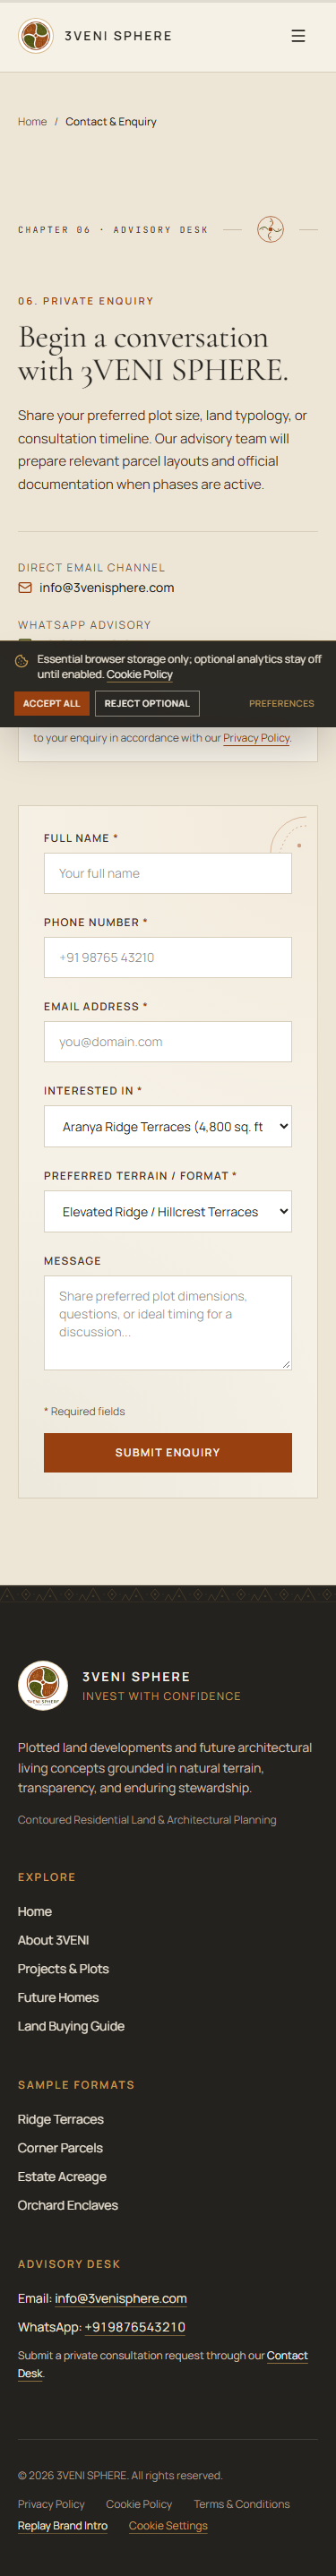 3VENI SPHERE
Home / Contact & Enquiry
CHAPTER 06 · ADVISORY DESK
06. PRIVATE ENQUIRY
Begin a conversation
with 3VENI SPHERE.
Share your preferred plot size, land typology, or
consultation timeline. Our advisory team will
prepare relevant parcel layouts and official
documentation when phases are active.
DIRECT EMAIL CHANNEL
info@3venisphere.com
WHATSAPP ADVISORY
Essential browser storage only; optional analytics stay off
until enabled. Cookie Policy
ACCEPT ALL REJECT OPTIONAL PREFERENCES
to your enquiry in accordance with our Privacy Policy.
FULL NAME *
Your full name
PHONE NUMBER *
+91 98765 43210
EMAIL ADDRESS *
you@domain.com
INTERESTED IN *
Aranya Ridge Terraces (4,800 sq. ft
PREFERRED TERRAIN / FORMAT *
Elevated Ridge / Hillcrest Terraces
MESSAGE
Share preferred plot dimensions,
questions, or ideal timing for a
discussion...
* Required fields
SUBMIT ENQUIRY
3VENI SPHERE
3VENI SPHERE
INVEST WITH CONFIDENCE
Plotted land developments and future architectural
living concepts grounded in natural terrain,
transparency, and enduring stewardship.
Contoured Residential Land & Architectural Planning
EXPLORE
Home
About 3VENI
Projects & Plots
Future Homes
Land Buying Guide
SAMPLE FORMATS
Ridge Terraces
Corner Parcels
Estate Acreage
Orchard Enclaves
ADVISORY DESK
Email: info@3venisphere.com
WhatsApp: +919876543210
Submit a private consultation request through our Contact
Desk.
© 2026 3VENI SPHERE. All rights reserved.
Privacy Policy Cookie Policy Terms & Conditions
Replay Brand Intro Cookie Settings